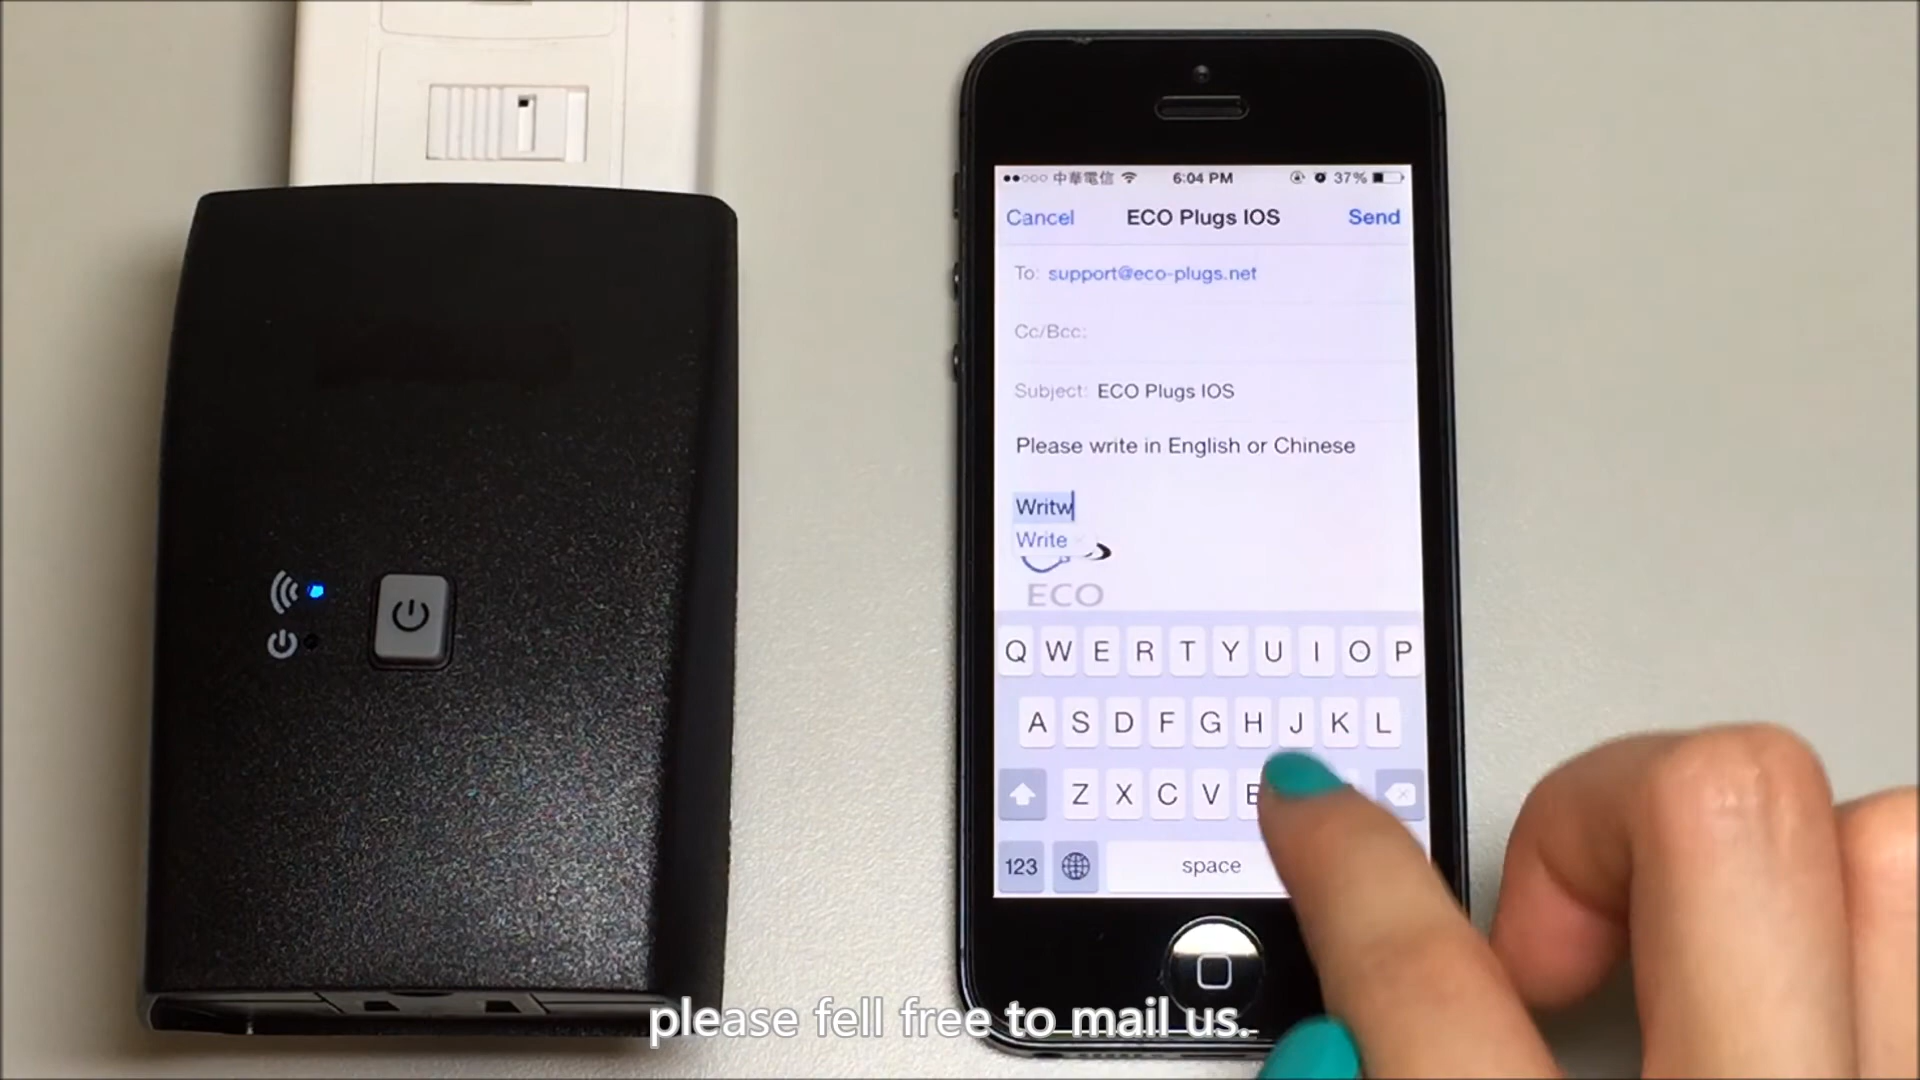 中華電信 6:04 PM 37%
Cancel ECO Plugs IOS Send
To: support@eco-plugs.net
Cc/Bcc:
Subject: ECO Plugs IOS
Please write in English or Chinese
Writw
Write ×
ECO
Q W E R T Y U I O P
A S D F G H J K L
Z X C V B
123 space
please fell free to mail us.